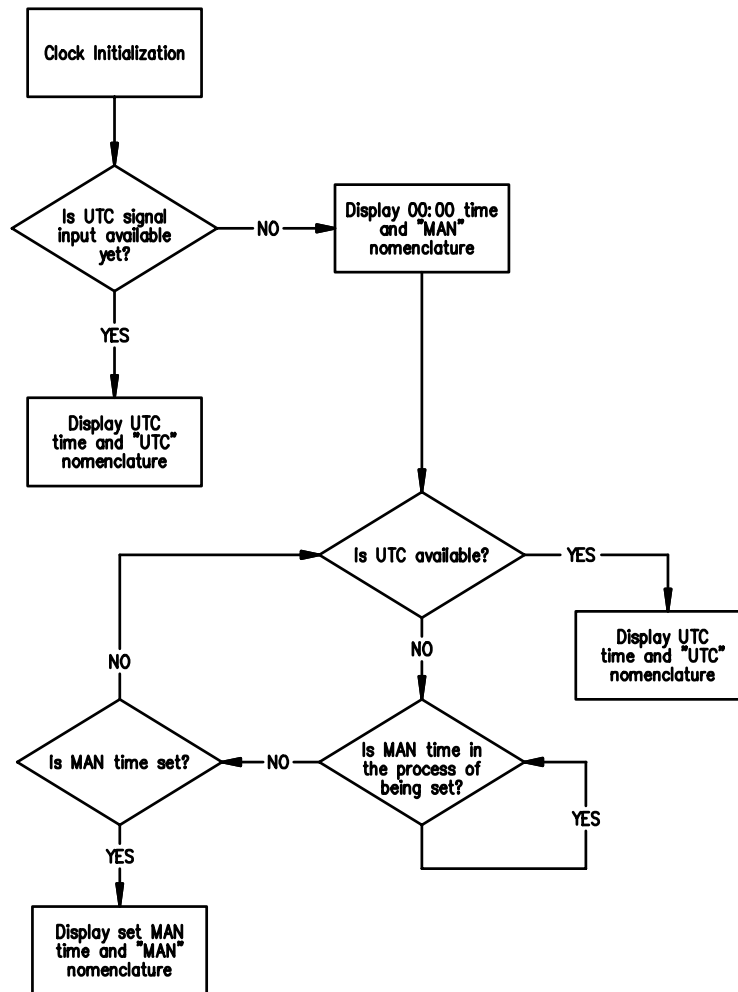 Clock Initialization
Is UTC signal
input available
yet?
NO
Display 00:00 time
and "MAN"
nomenclature
YES
Display UTC
time and "UTC"
nomenclature
Is UTC available?
YES
Display UTC
time and "UTC"
nomenclature
NO
NO
Is MAN time set?
NO
Is MAN time in
the process of
being set?
YES
YES
Display set MAN
time and "MAN"
nomenclature